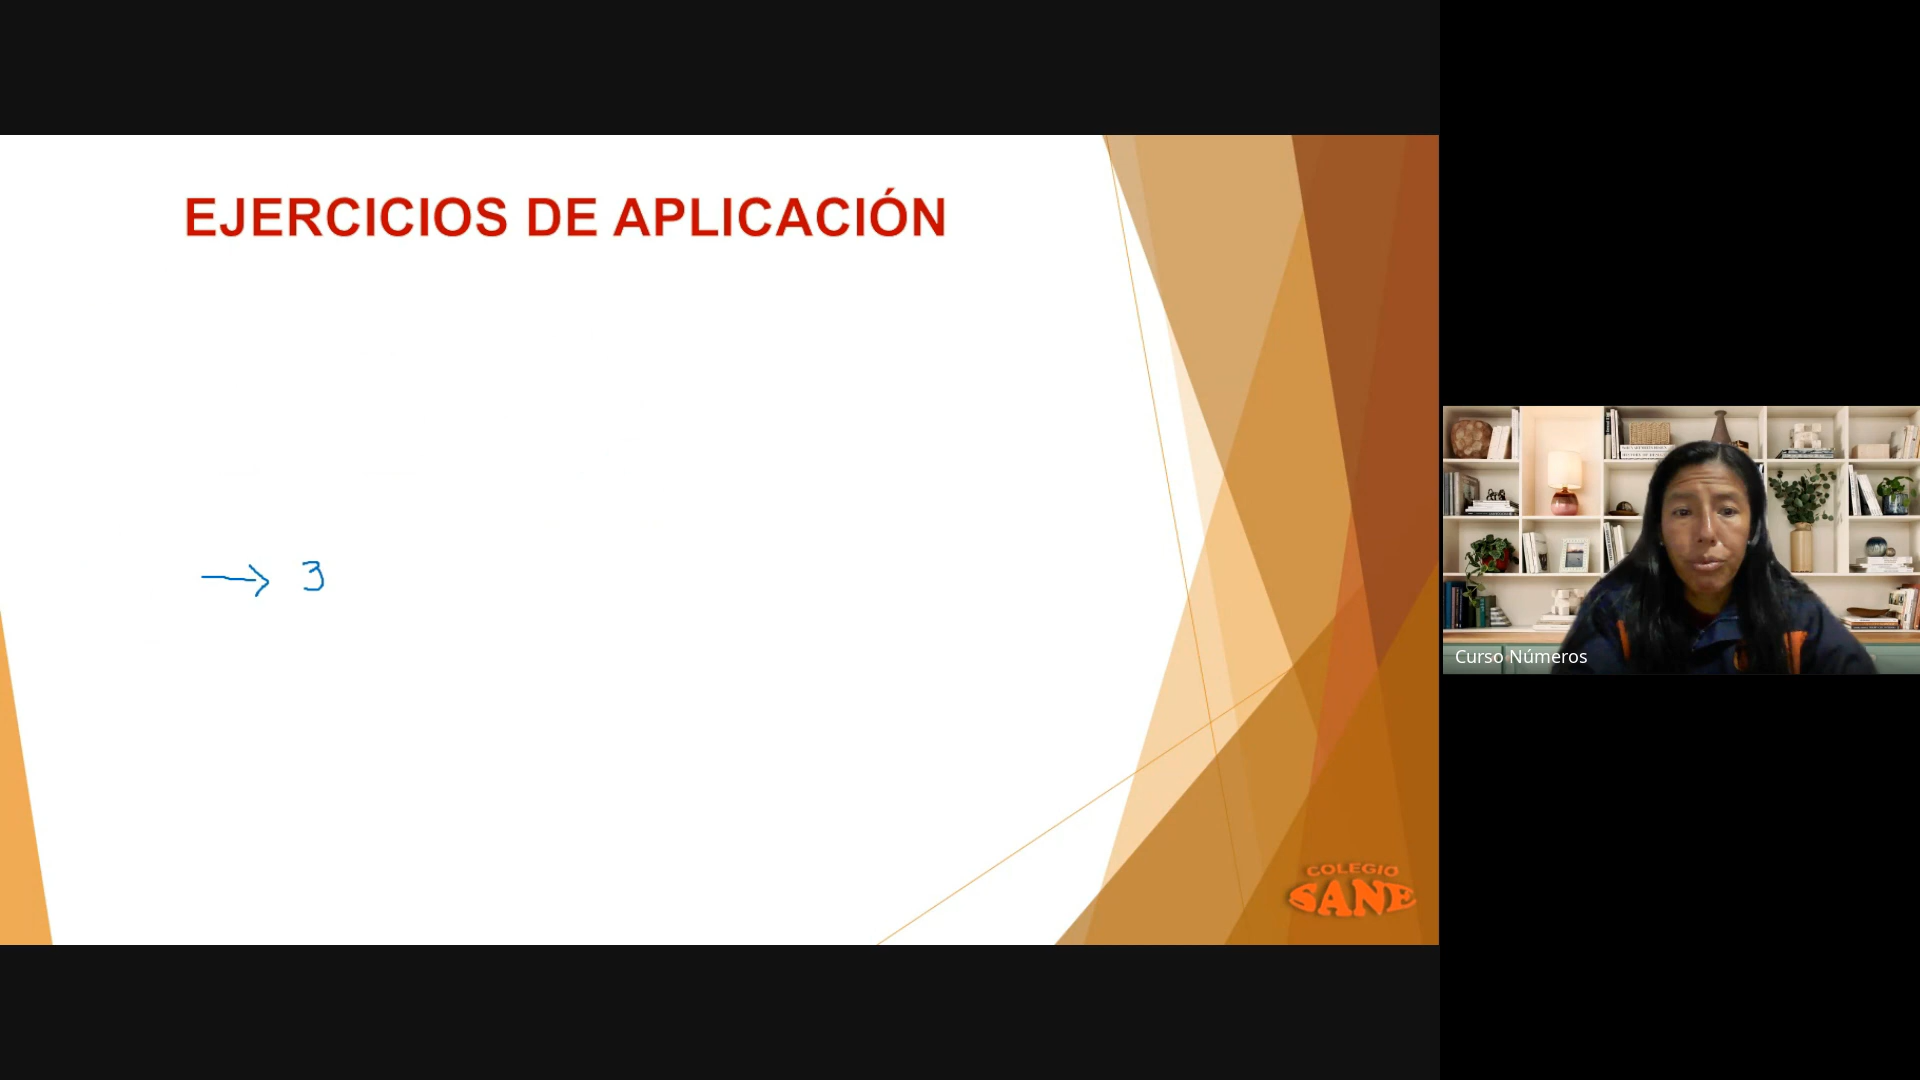 EJERCICIOS DE APLICACIÓN
→ 3
Curso Números
COLEGIO
SANE